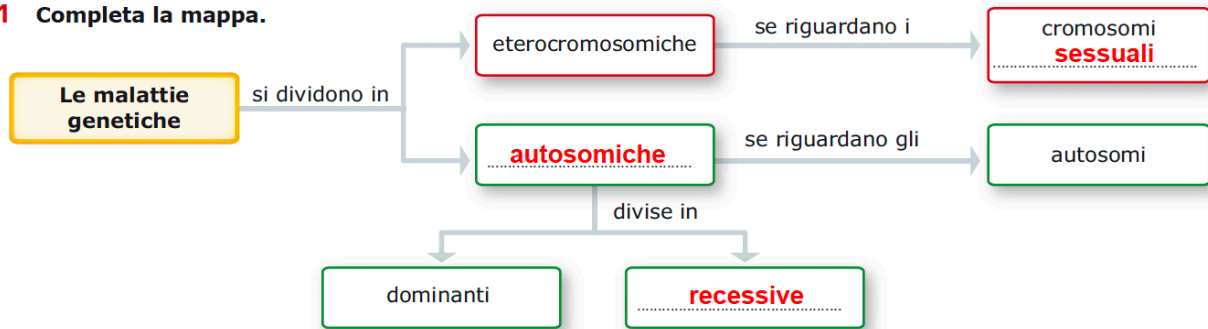 1 Completa la mappa.
Le malattie
genetiche
si dividono in
eterocromosomiche
se riguardano i
cromosomi
sessuali
autosomiche
se riguardano gli
autosomi
divise in
dominanti
recessive